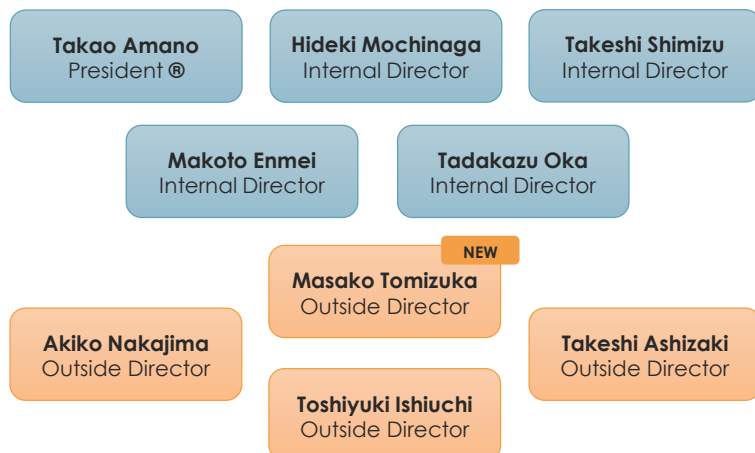 Takao Amano
President ®
Hideki Mochinaga
Internal Director
Takeshi Shimizu
Internal Director
Makoto Enmei
Internal Director
Tadakazu Oka
Internal Director
NEW
Masako Tomizuka
Outside Director
Akiko Nakajima
Outside Director
Takeshi Ashizaki
Outside Director
Toshiyuki Ishiuchi
Outside Director